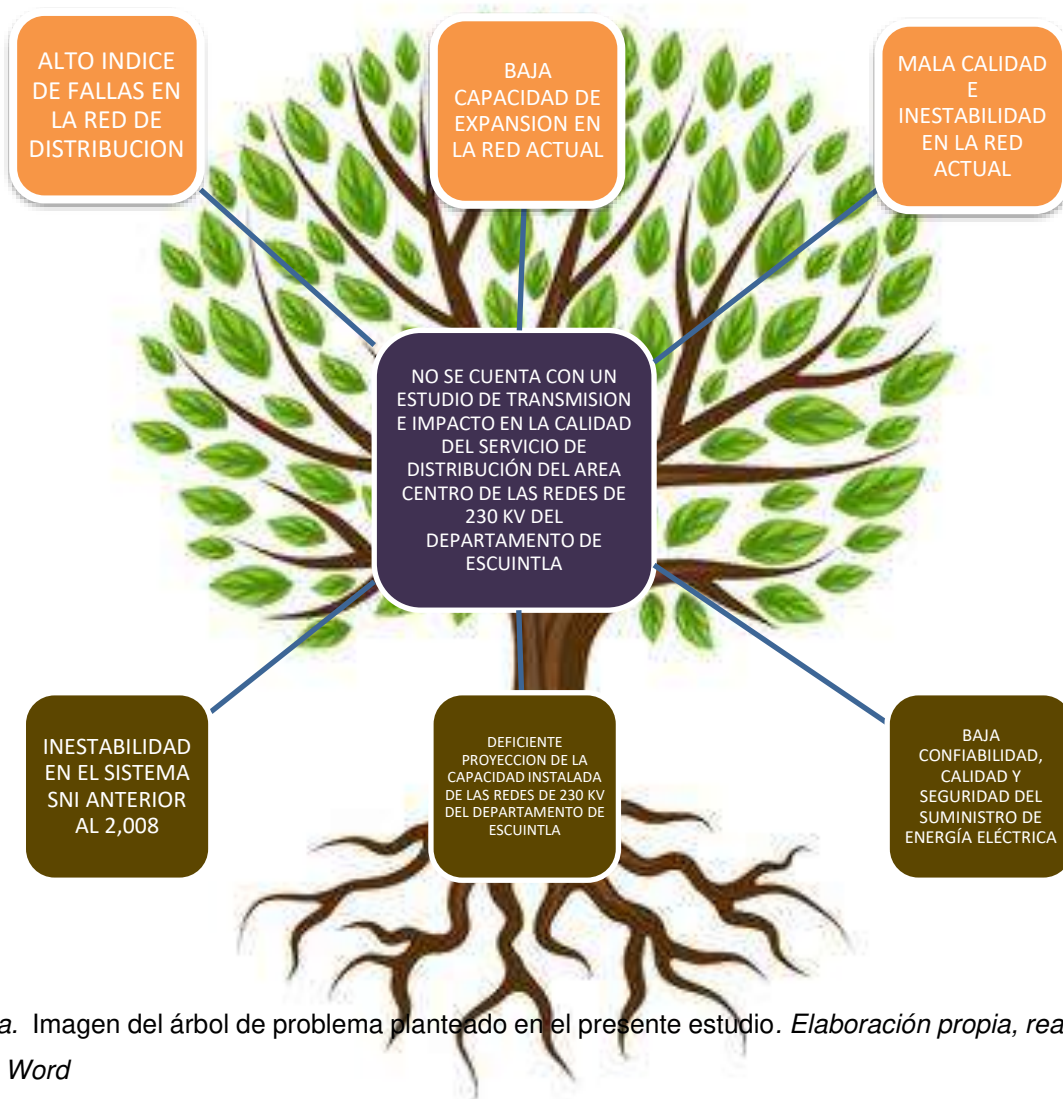 ALTO INDICE
DE FALLAS EN
LA RED DE
DISTRIBUCION
BAJA
CAPACIDAD DE
EXPANSION EN
LA RED ACTUAL
MALA CALIDAD
E
INESTABILIDAD
EN LA RED
ACTUAL
NO SE CUENTA CON UN
ESTUDIO DE TRANSMISION
E IMPACTO EN LA CALIDAD
DEL SERVICIO DE
DISTRIBUCIÓN DEL AREA
CENTRO DE LAS REDES DE
230 KV DEL
DEPARTAMENTO DE
ESCUINTLA
INESTABILIDAD
EN EL SISTEMA
SNI ANTERIOR
AL 2,008
DEFICIENTE
PROYECCION DE LA
CAPACIDAD INSTALADA
DE LAS REDES DE 230 KV
DEL DEPARTAMENTO DE
ESCUINTLA
BAJA
CONFIABILIDAD,
CALIDAD Y
SEGURIDAD DEL
SUMINISTRO DE
ENERGÍA ELÉCTRICA
a. Imagen del árbol de problema planteado en el presente estudio. Elaboración propia, rea
Word